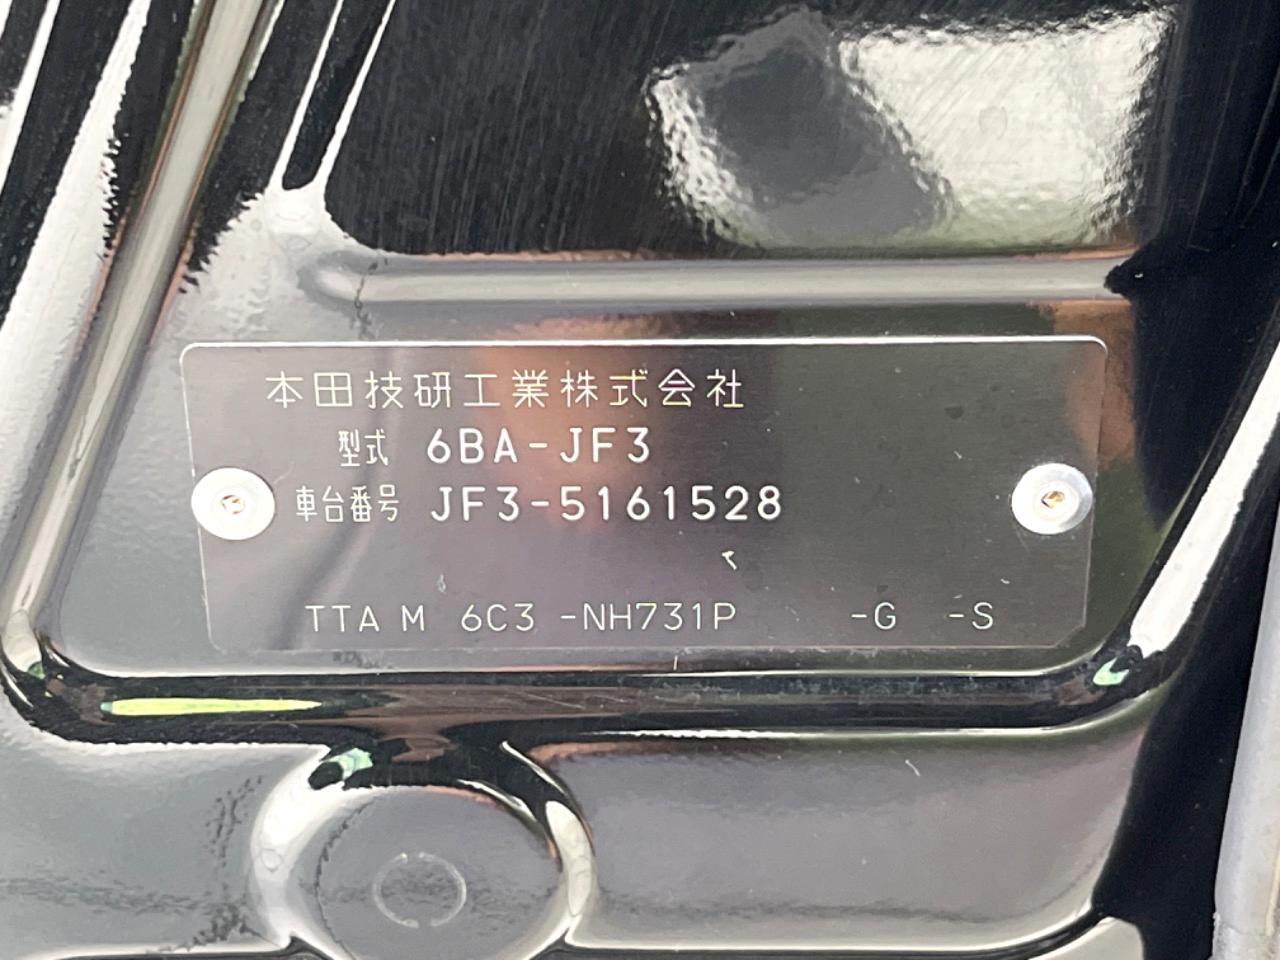 本田技研工業株式会社
型式 6BA-JF3
車台番号 JF3-5161528
TTA M 6C3 -NH731P -G -S